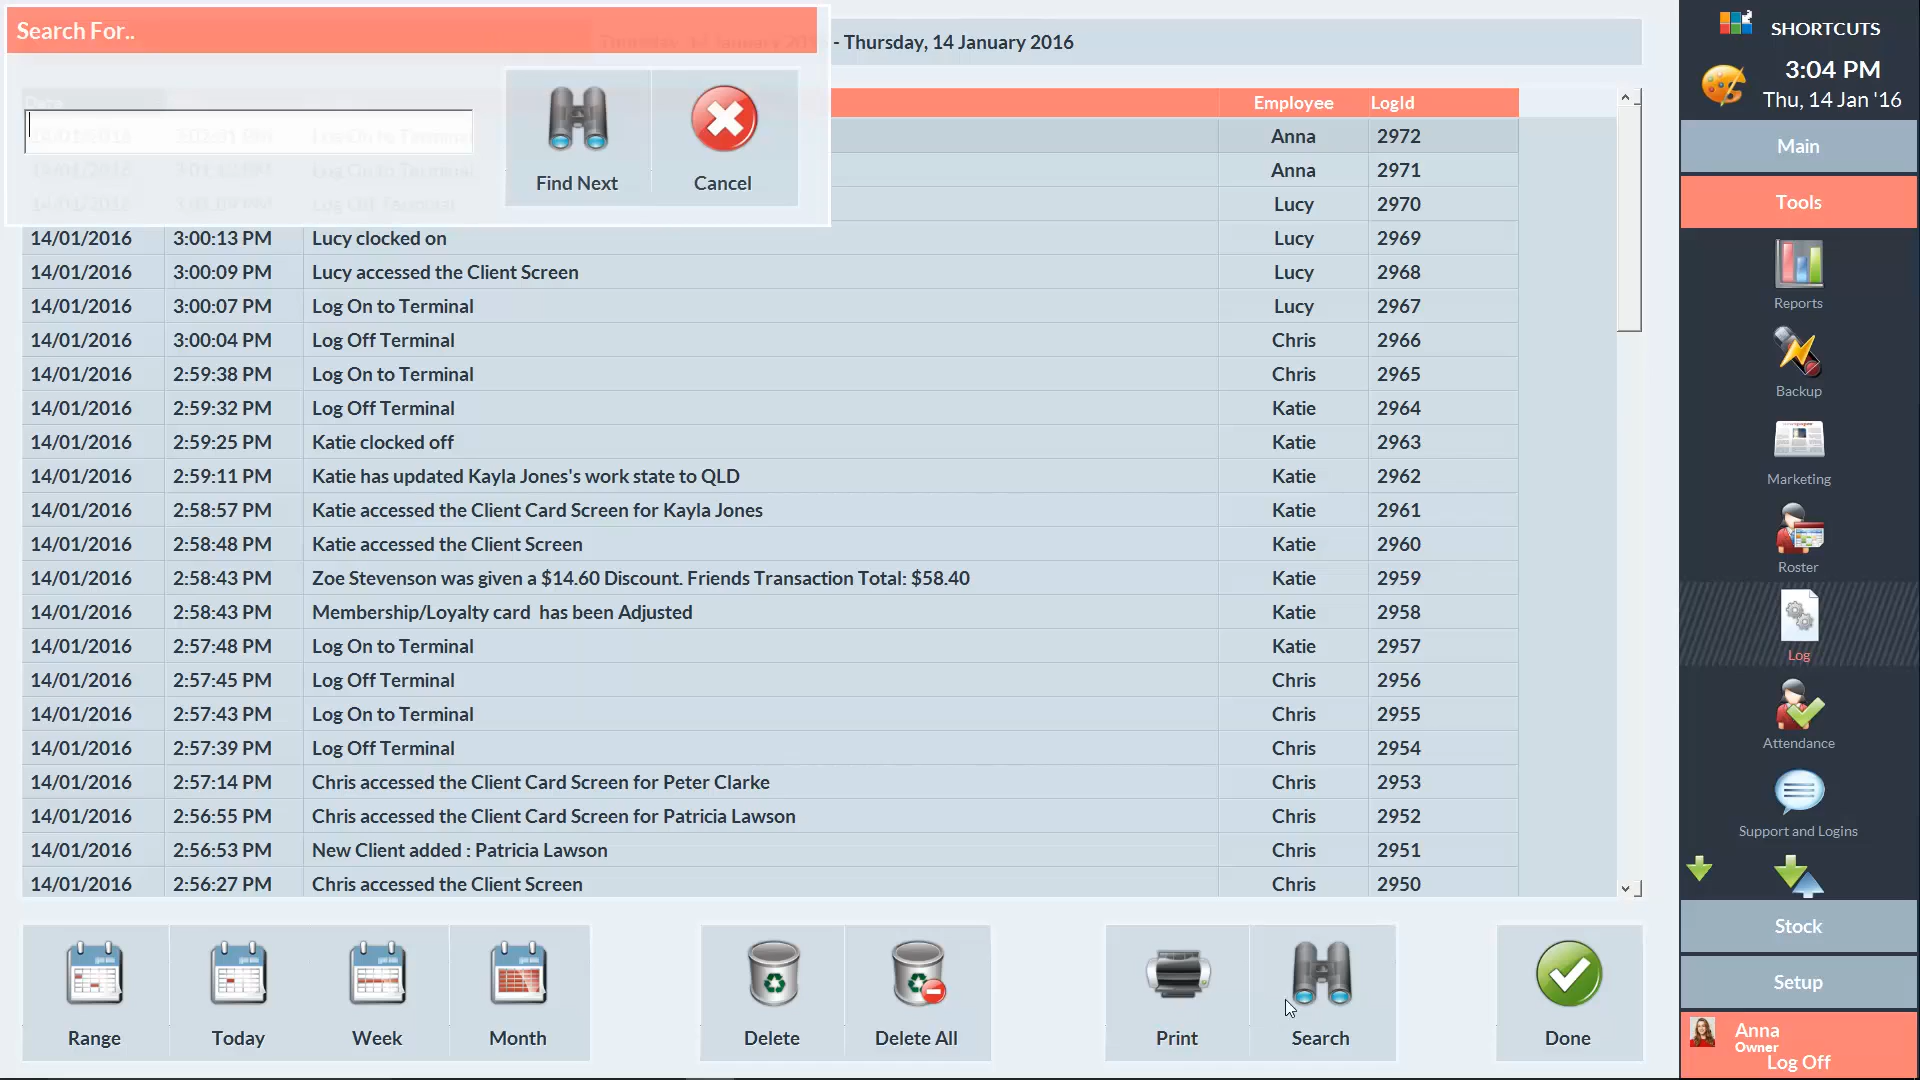 Search For..
- Thursday, 14 January 2016
Find Next
Cancel
Employee LogId
Anna 2972
Anna 2971
Lucy 2970
14/01/2016 3:00:13 PM Lucy clocked on Lucy 2969
14/01/2016 3:00:09 PM Lucy accessed the Client Screen Lucy 2968
14/01/2016 3:00:07 PM Log On to Terminal Lucy 2967
14/01/2016 3:00:04 PM Log Off Terminal Chris 2966
14/01/2016 2:59:38 PM Log On to Terminal Chris 2965
14/01/2016 2:59:32 PM Log Off Terminal Katie 2964
14/01/2016 2:59:25 PM Katie clocked off Katie 2963
14/01/2016 2:59:11 PM Katie has updated Kayla Jones's work state to QLD Katie 2962
14/01/2016 2:58:57 PM Katie accessed the Client Card Screen for Kayla Jones Katie 2961
14/01/2016 2:58:48 PM Katie accessed the Client Screen Katie 2960
14/01/2016 2:58:43 PM Zoe Stevenson was given a $14.60 Discount. Friends Transaction Total: $58.40 Katie 2959
14/01/2016 2:58:43 PM Membership/Loyalty card  has been Adjusted Katie 2958
14/01/2016 2:57:48 PM Log On to Terminal Katie 2957
14/01/2016 2:57:45 PM Log Off Terminal Chris 2956
14/01/2016 2:57:43 PM Log On to Terminal Chris 2955
14/01/2016 2:57:39 PM Log Off Terminal Chris 2954
14/01/2016 2:57:14 PM Chris accessed the Client Card Screen for Peter Clarke Chris 2953
14/01/2016 2:56:55 PM Chris accessed the Client Card Screen for Patricia Lawson Chris 2952
14/01/2016 2:56:53 PM New Client added : Patricia Lawson Chris 2951
14/01/2016 2:56:27 PM Chris accessed the Client Screen Chris 2950
Range
Today
Week
Month
Delete
Delete All
Print
Search
Done
SHORTCUTS
3:04 PM
Thu, 14 Jan '16
Main
Tools
Reports
Backup
Marketing
Roster
Log
Attendance
Support and Logins
Stock
Setup
Anna
Owner
Log Off